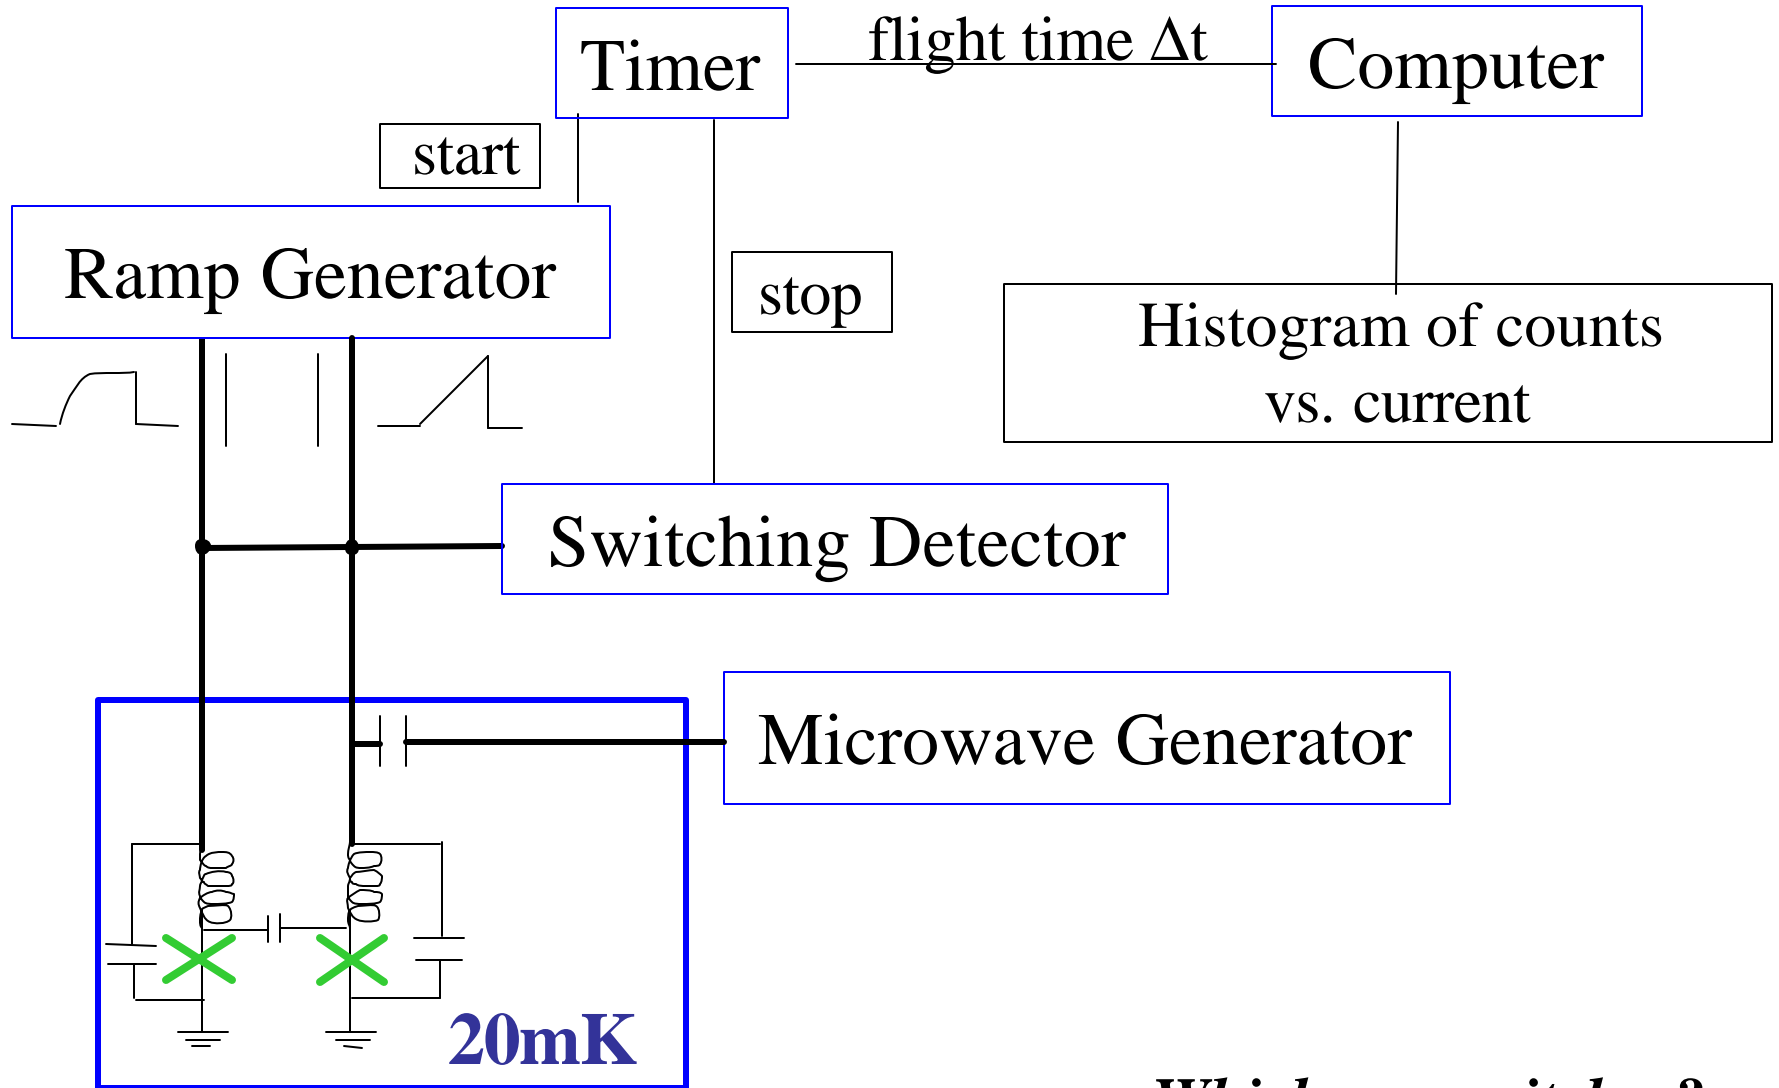 Timer
flight time Δt
Computer
start
Ramp Generator
stop
Histogram of counts
vs. current
Switching Detector
Microwave Generator
20mK